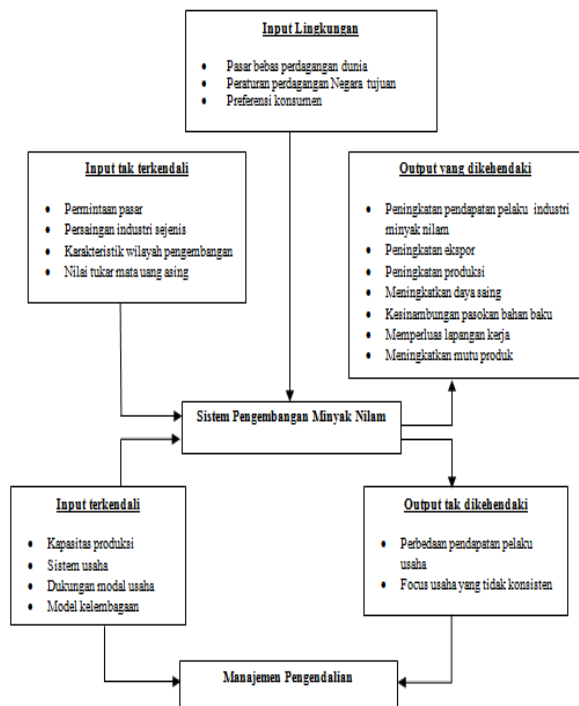 Input Lingkungan
• Pasar bebas perdagangan dunia
• Peraturan perdagangan Negara tujuan
• Preferensi konsumen
Input tak terkendali
• Permintaan pasar
• Persaingan industri sejenis
• Karakteristik wilayah pengembangan
• Nilai tukar mata uang asing
Output yang dikehendaki
• Peningkatan pendapatan pelaku industri
minyak nilam
• Peningkatan ekspor
• Peningkatan produksi
• Meningkatkan daya saing
• Kesinambungan pasokan bahan baku
• Memperluas lapangan kerja
• Meningkatkan mutu produk
Sistem Pengembangan Minyak Nilam
Input terkendali
• Kapasitas produksi
• Sistem usaha
• Dukungan modal usaha
• Model kelembagaan
Output tak dikehendaki
• Perbedaan pendapatan pelaku
usaha
• Focus usaha yang tidak konsisten
Manajemen Pengendalian